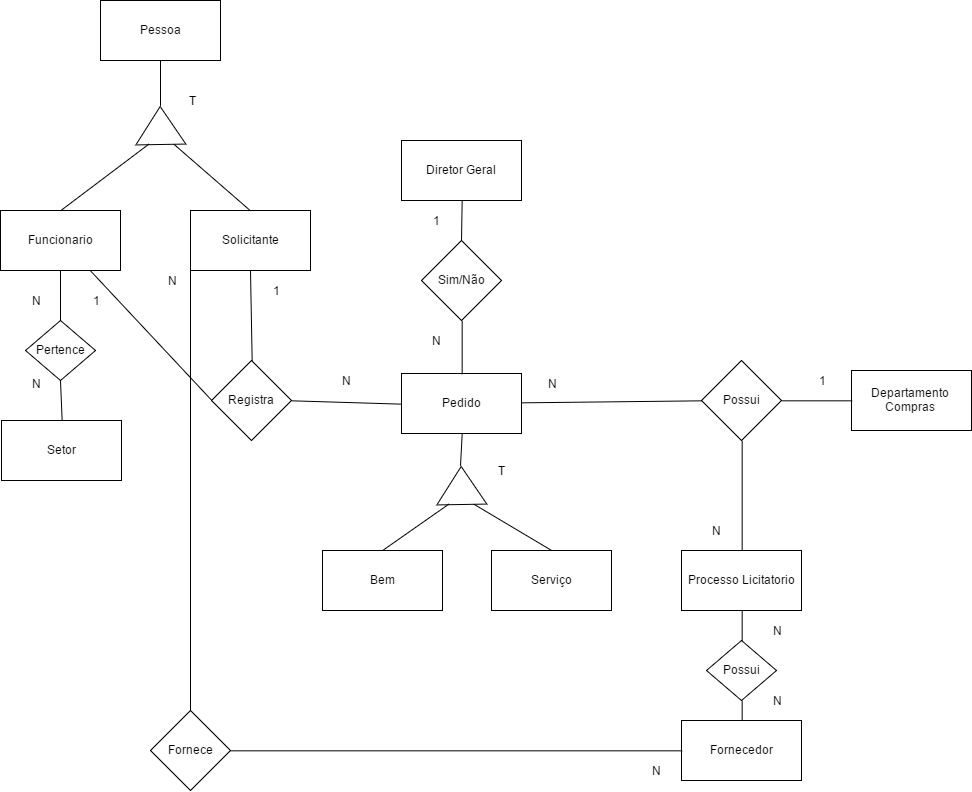 Pessoa
T
Diretor Geral
1
Funcionario
Solicitante
N
Sim/Não
N
1
1
N
Pertence
N
N
N
N
1
Registra
Pedido
Possui
Departamento
Compras
Setor
T
N
Bem
Serviço
Processo Licitatorio
N
Possui
N
Fornece
Fornecedor
N